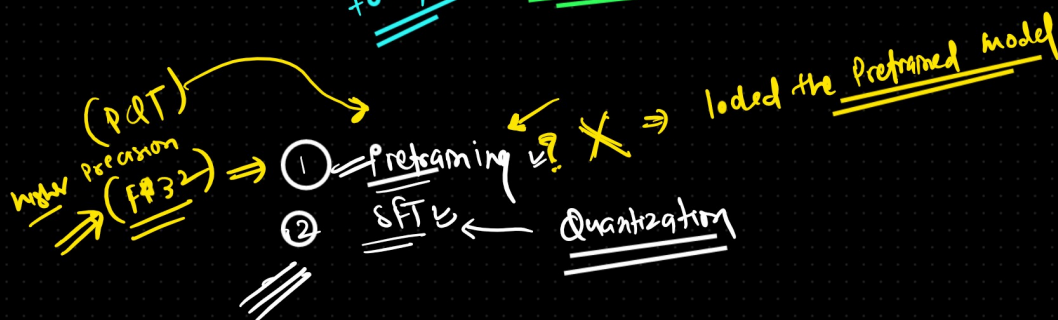 (PQT)
higher precision
(FP32) ⇒ ① Pretraining ? X ⇒ loded the Pretrained model
② SFT ← Quantization